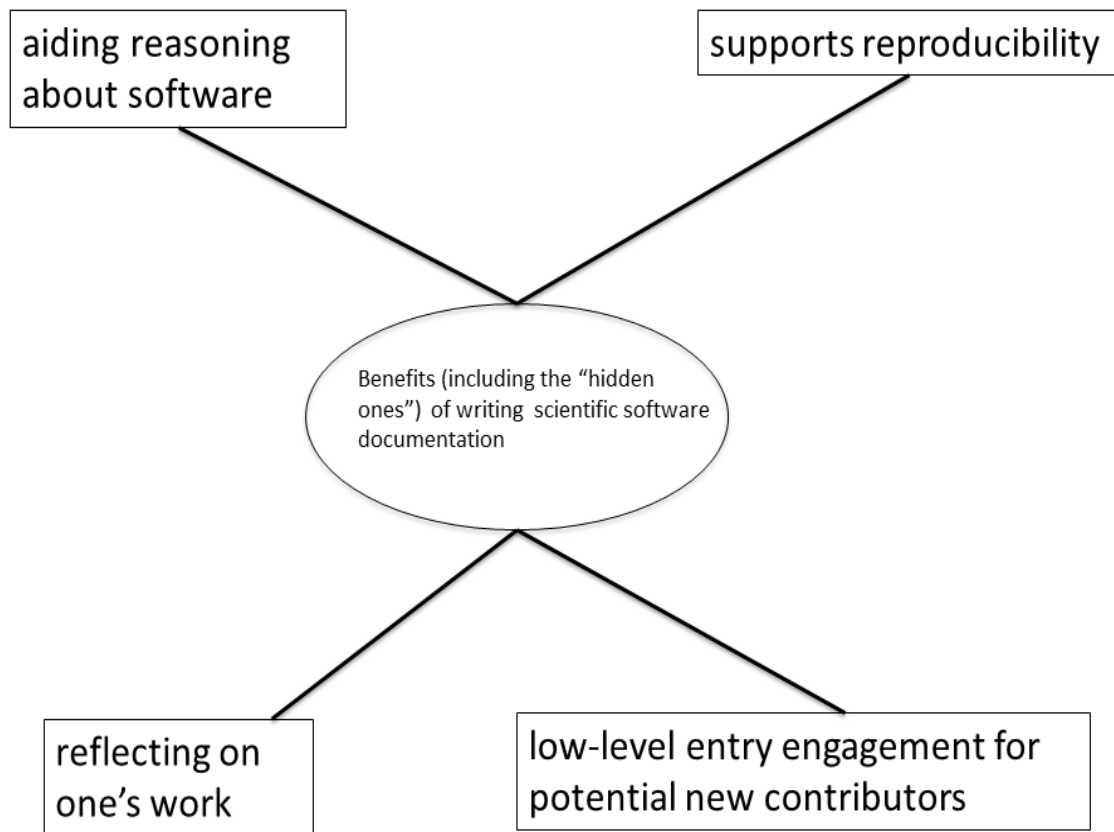 aiding reasoning
about software
supports reproducibility
Benefits (including the “hidden
ones”) of writing scientific software
documentation
reflecting on
one’s work
low-level entry engagement for
potential new contributors